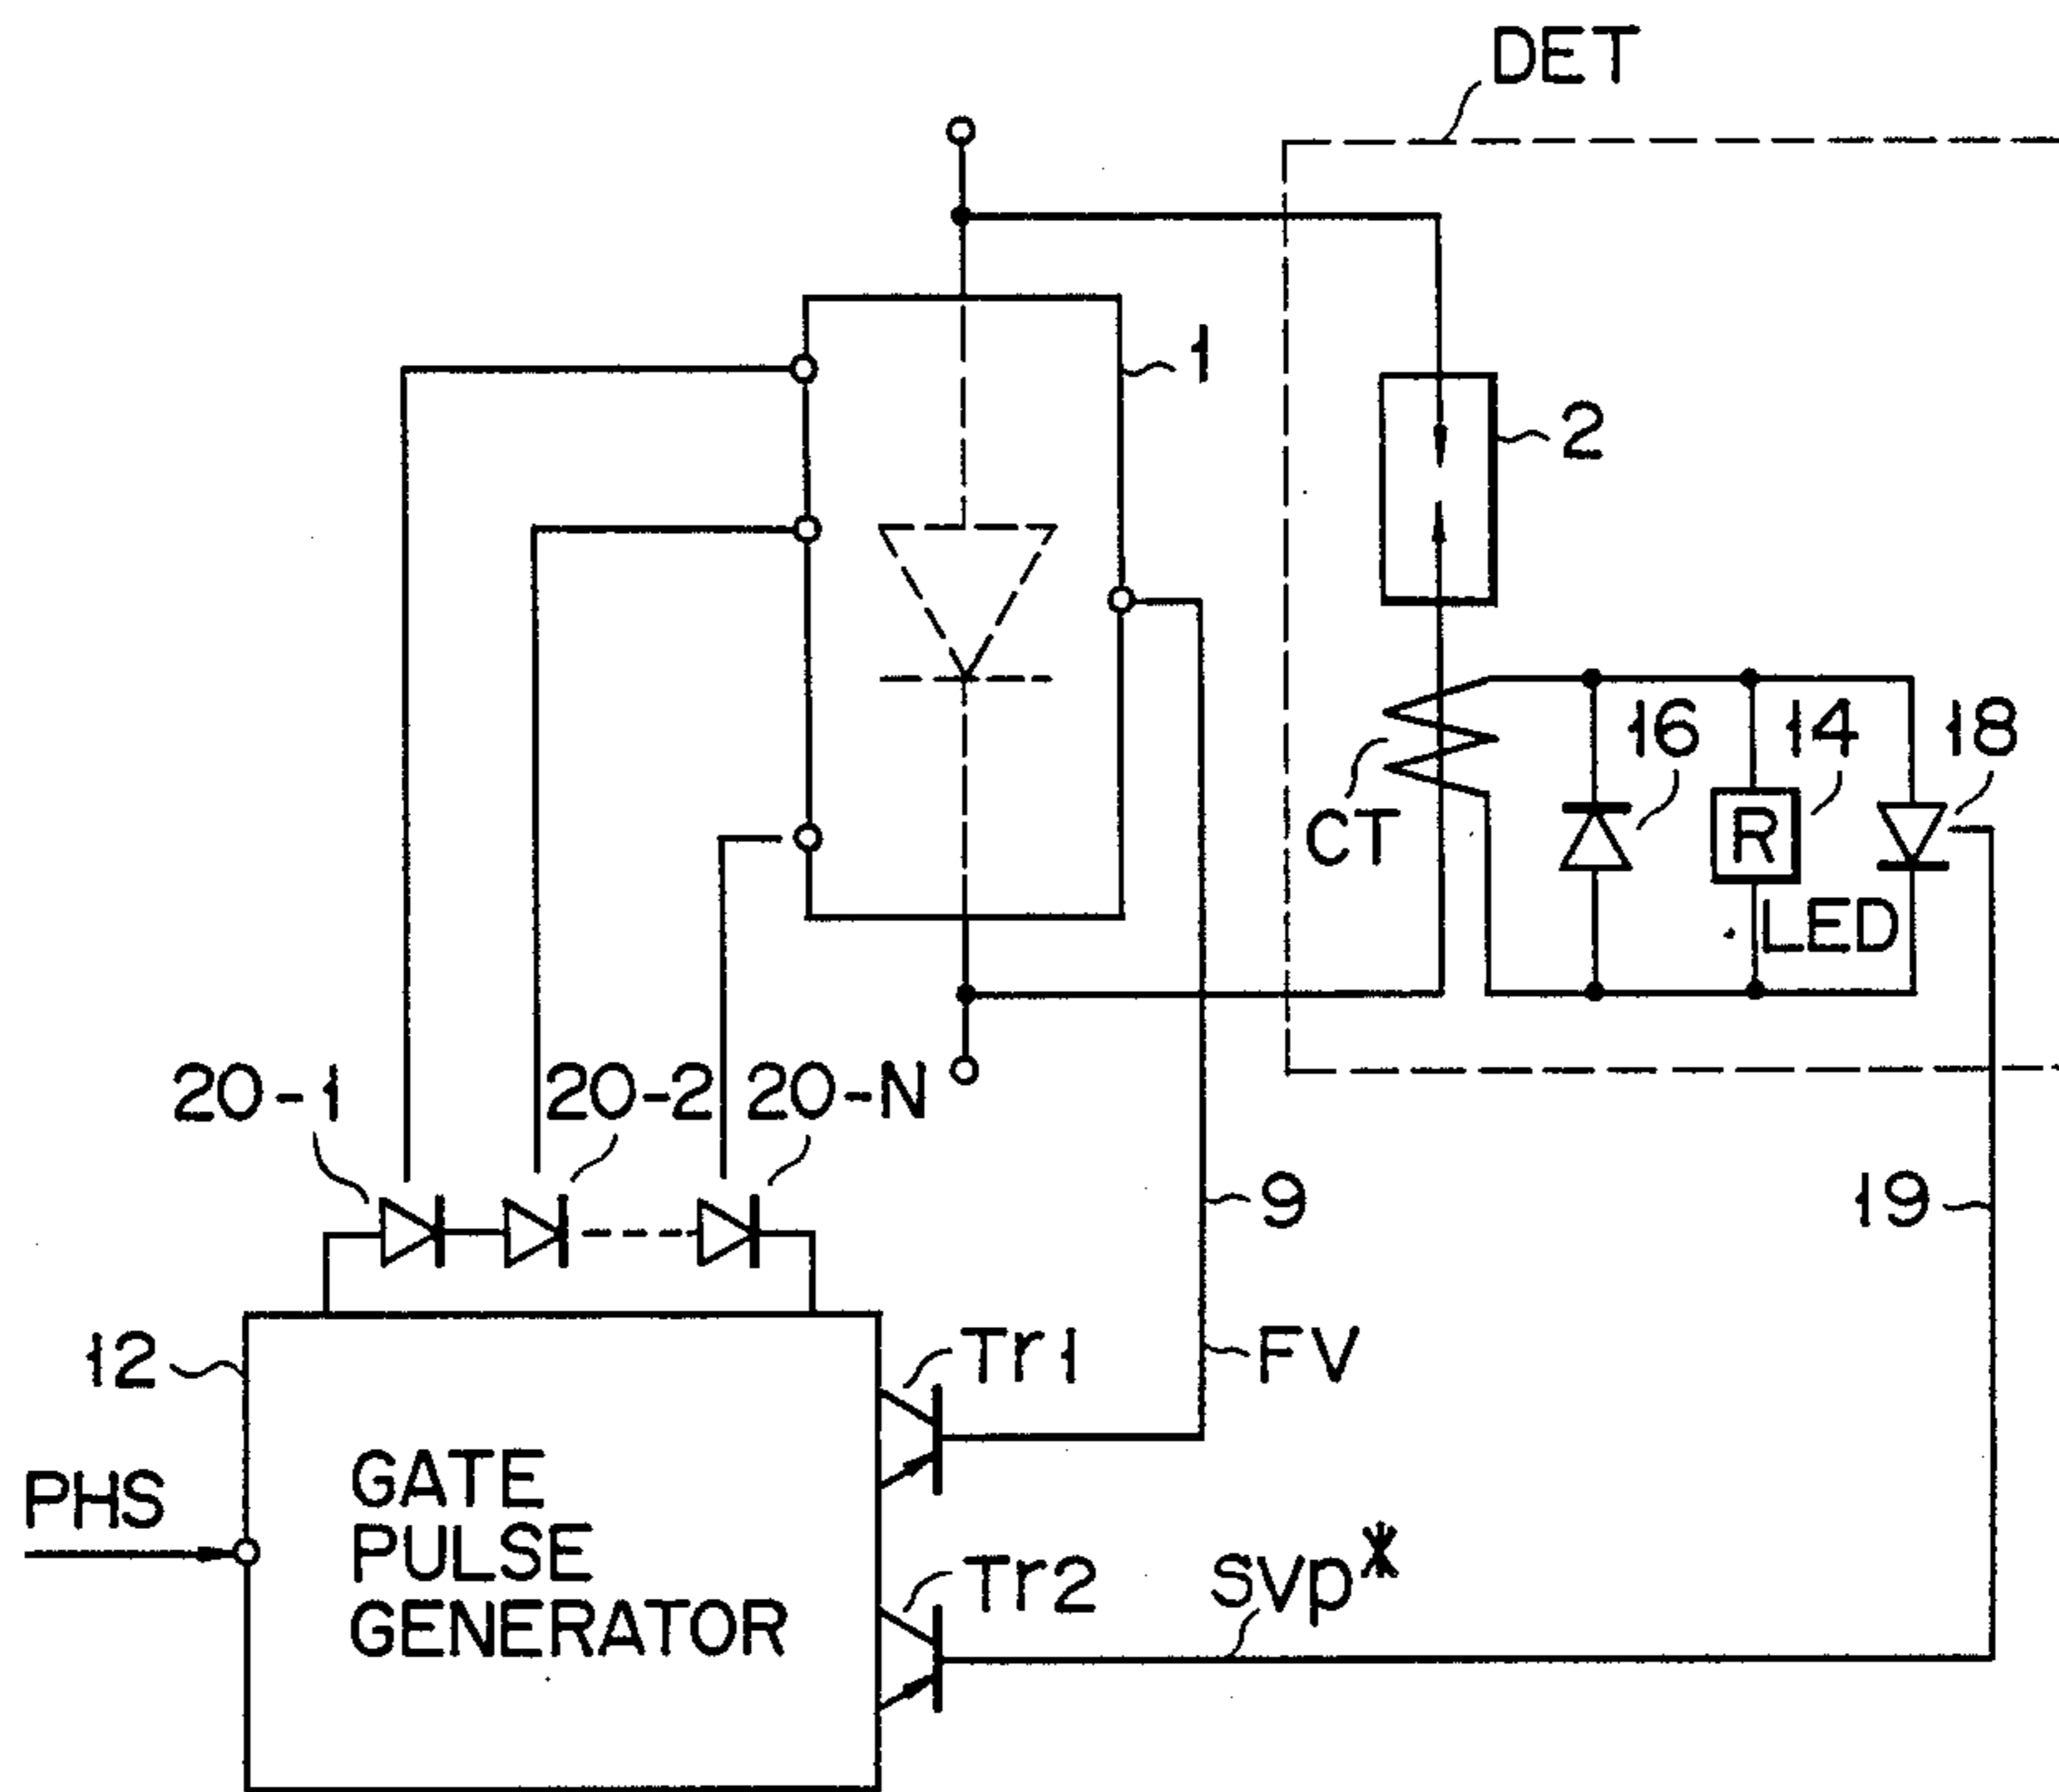 DET
1
2
16
14
18
CT
R
LED
20-1
20-2
20-N
9
19
12
Tr1
FV
PHS
GATE
PULSE
GENERATOR
Tr2
SVp*